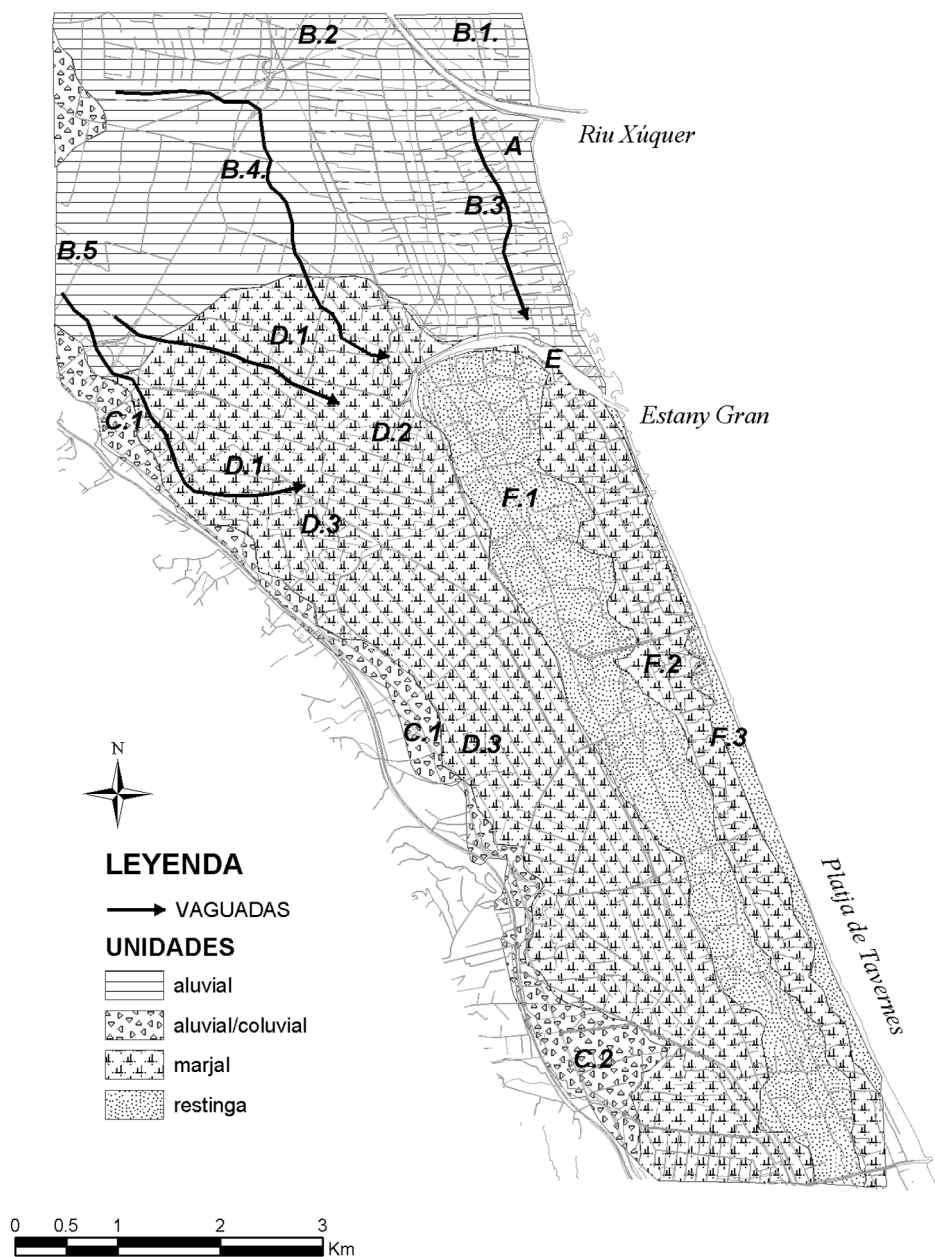 B.2
B.1.
Riu Xúquer
A
B.4.
B.3
B.5
D.1
E
Estany Gran
C.1
D.2
D.1
F.1
D.3
F.2
C.1
D.3
F.3
N
LEYENDA
VAGUADAS
UNIDADES
aluvial
aluvial/coluvial
marjal
restinga
Platja de Tavernes
C.2
0 0.5 1 2 3
Km